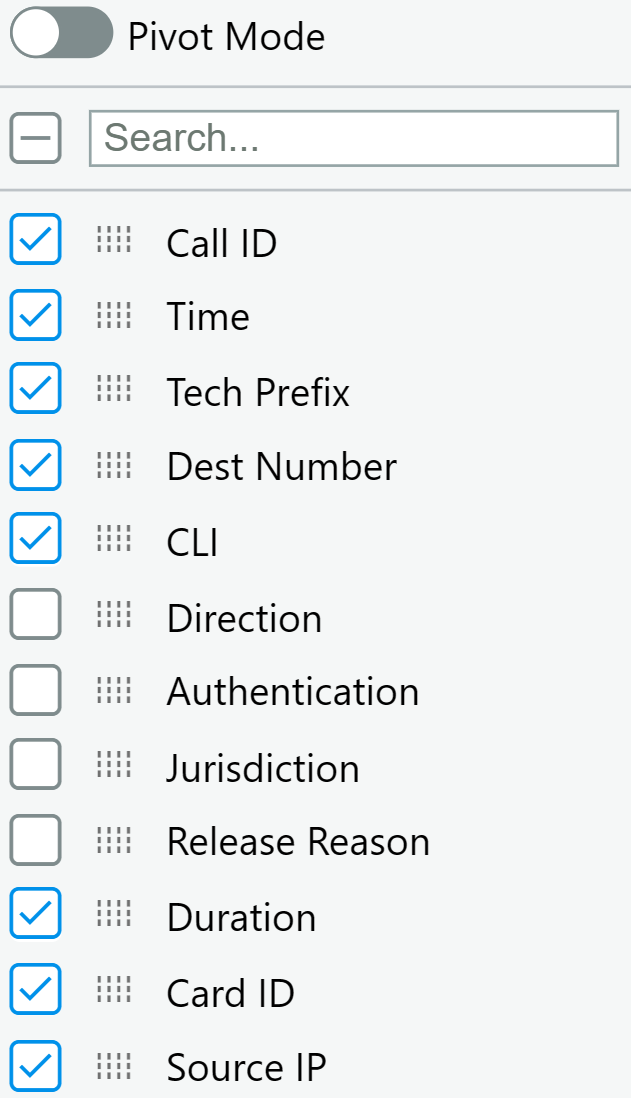 Pivot Mode
Search...
Call ID
Time
Tech Prefix
Dest Number
CLI
Direction
Authentication
Jurisdiction
Release Reason
Duration
Card ID
Source IP